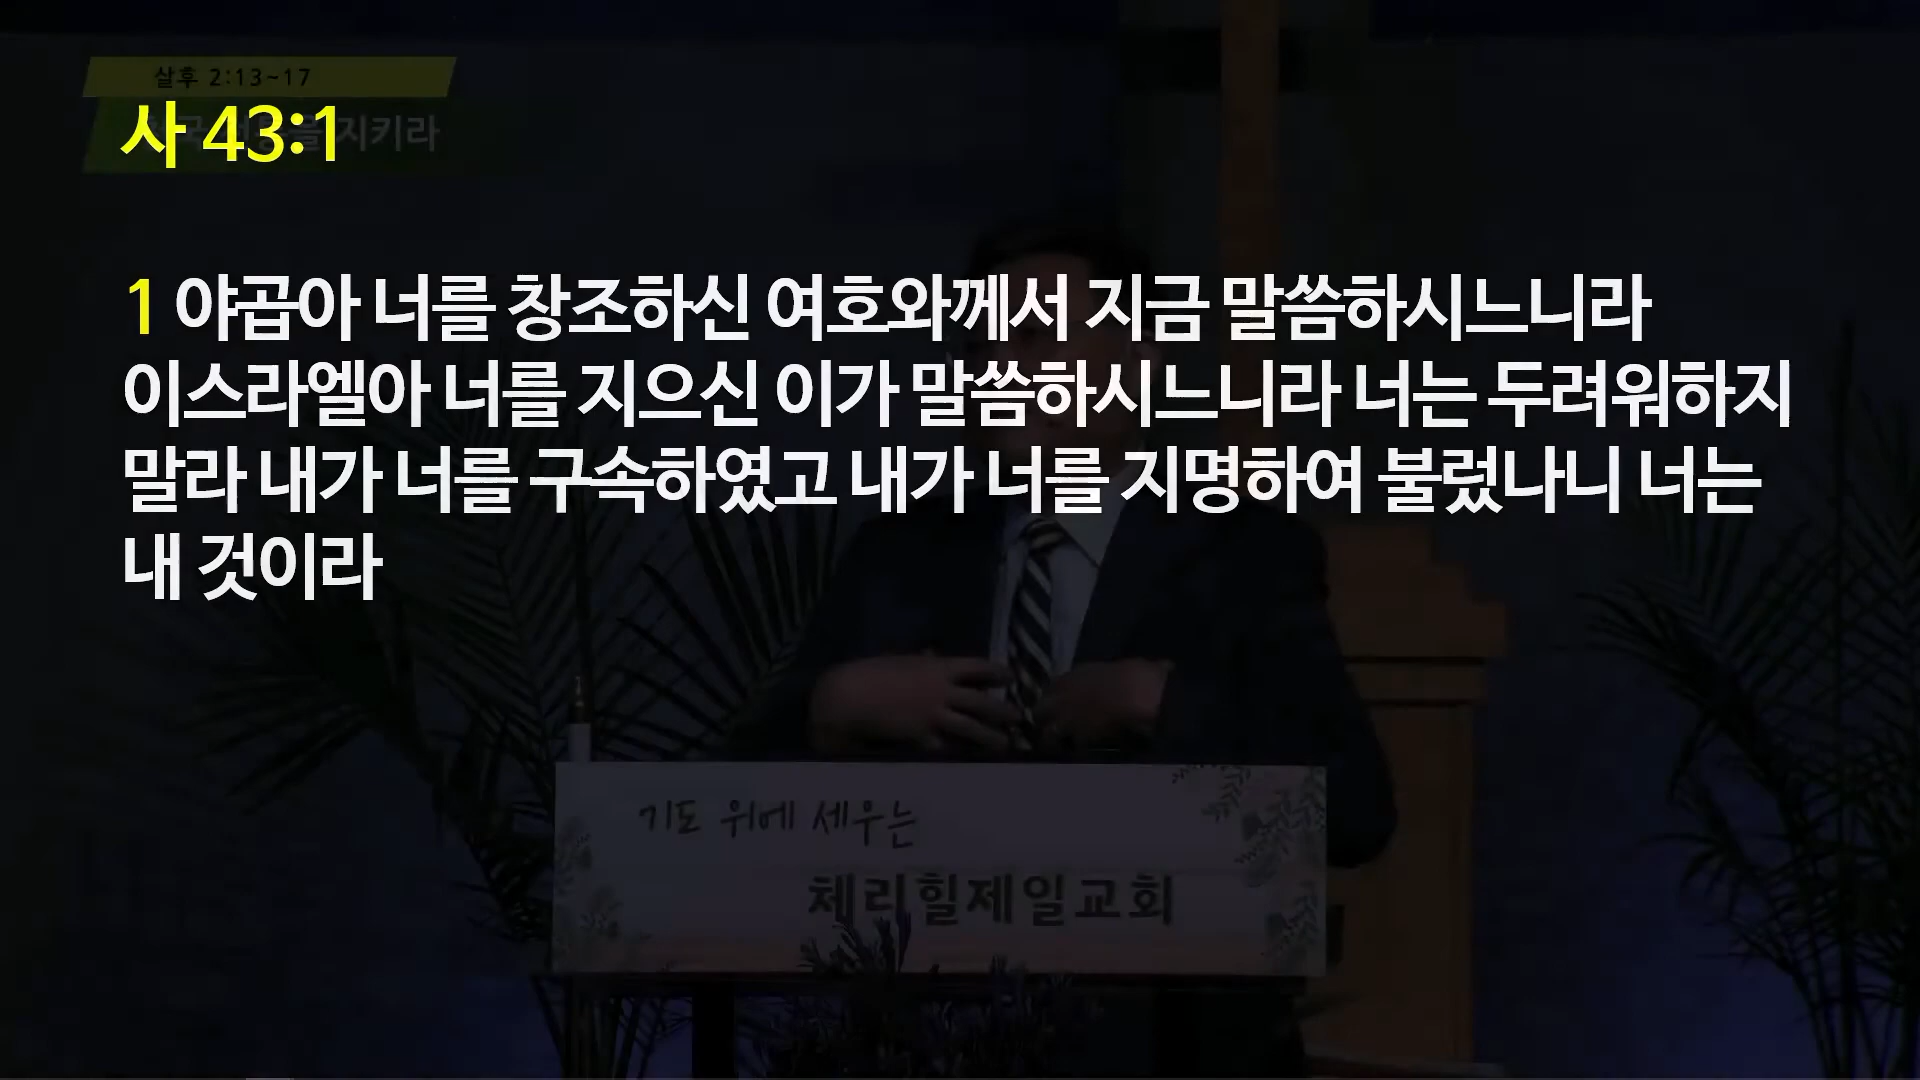 살후 2:13~17
사 43:1
지키라
1 야곱아 너를 창조하신 여호와께서 지금 말씀하시느니라
이스라엘아 너를 지으신 이가 말씀하시느니라 너는 두려워하지
말라 내가 너를 구속하였고 내가 너를 지명하여 불렀나니 너는
내 것이라
기도 위에 세우는
체리힐제일교회